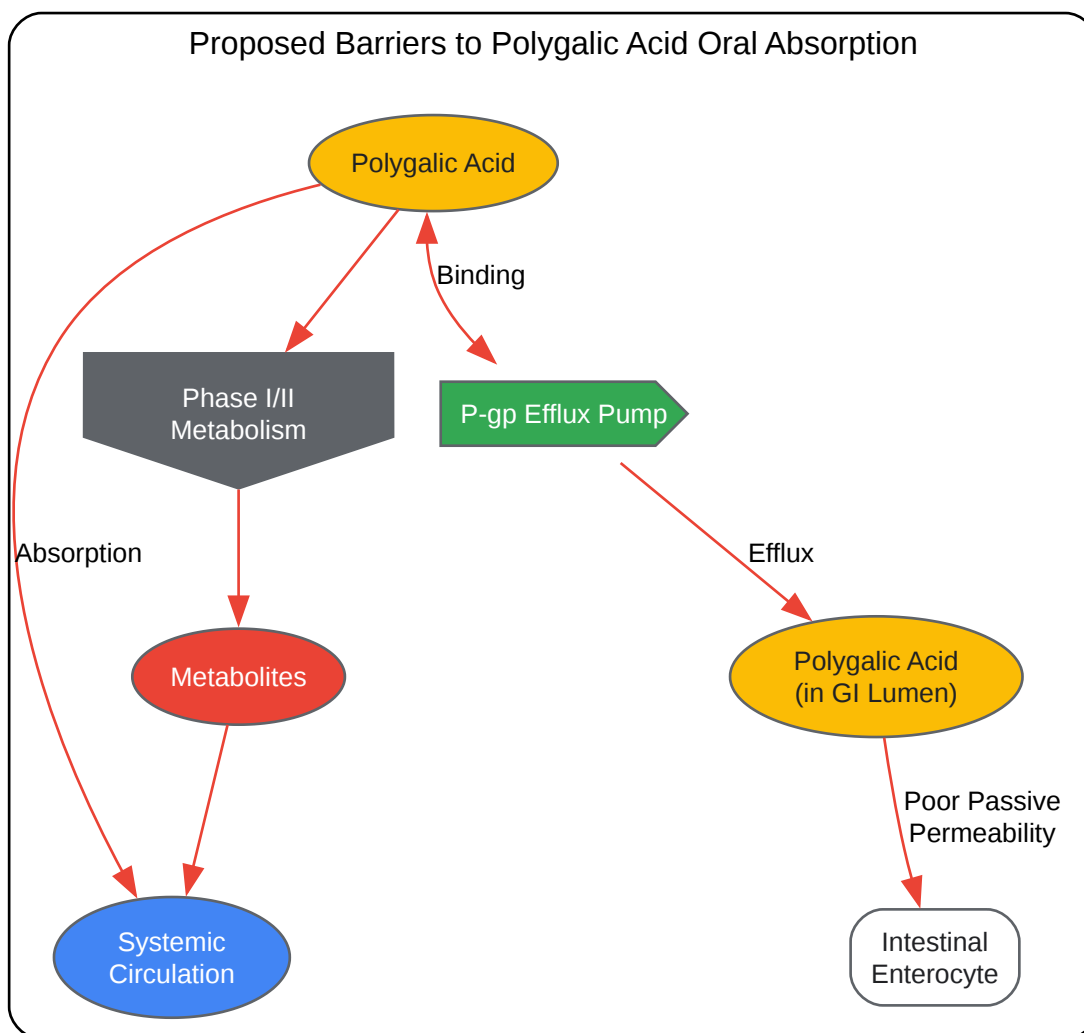 Proposed Barriers to Polygalic Acid Oral Absorption
Polygalic Acid
Binding
Phase I/II
Metabolism
P-gp Efflux Pump
Absorption
Efflux
Metabolites
Polygalic Acid
(in GI Lumen)
Poor Passive
Permeability
Systemic
Circulation
Intestinal
Enterocyte